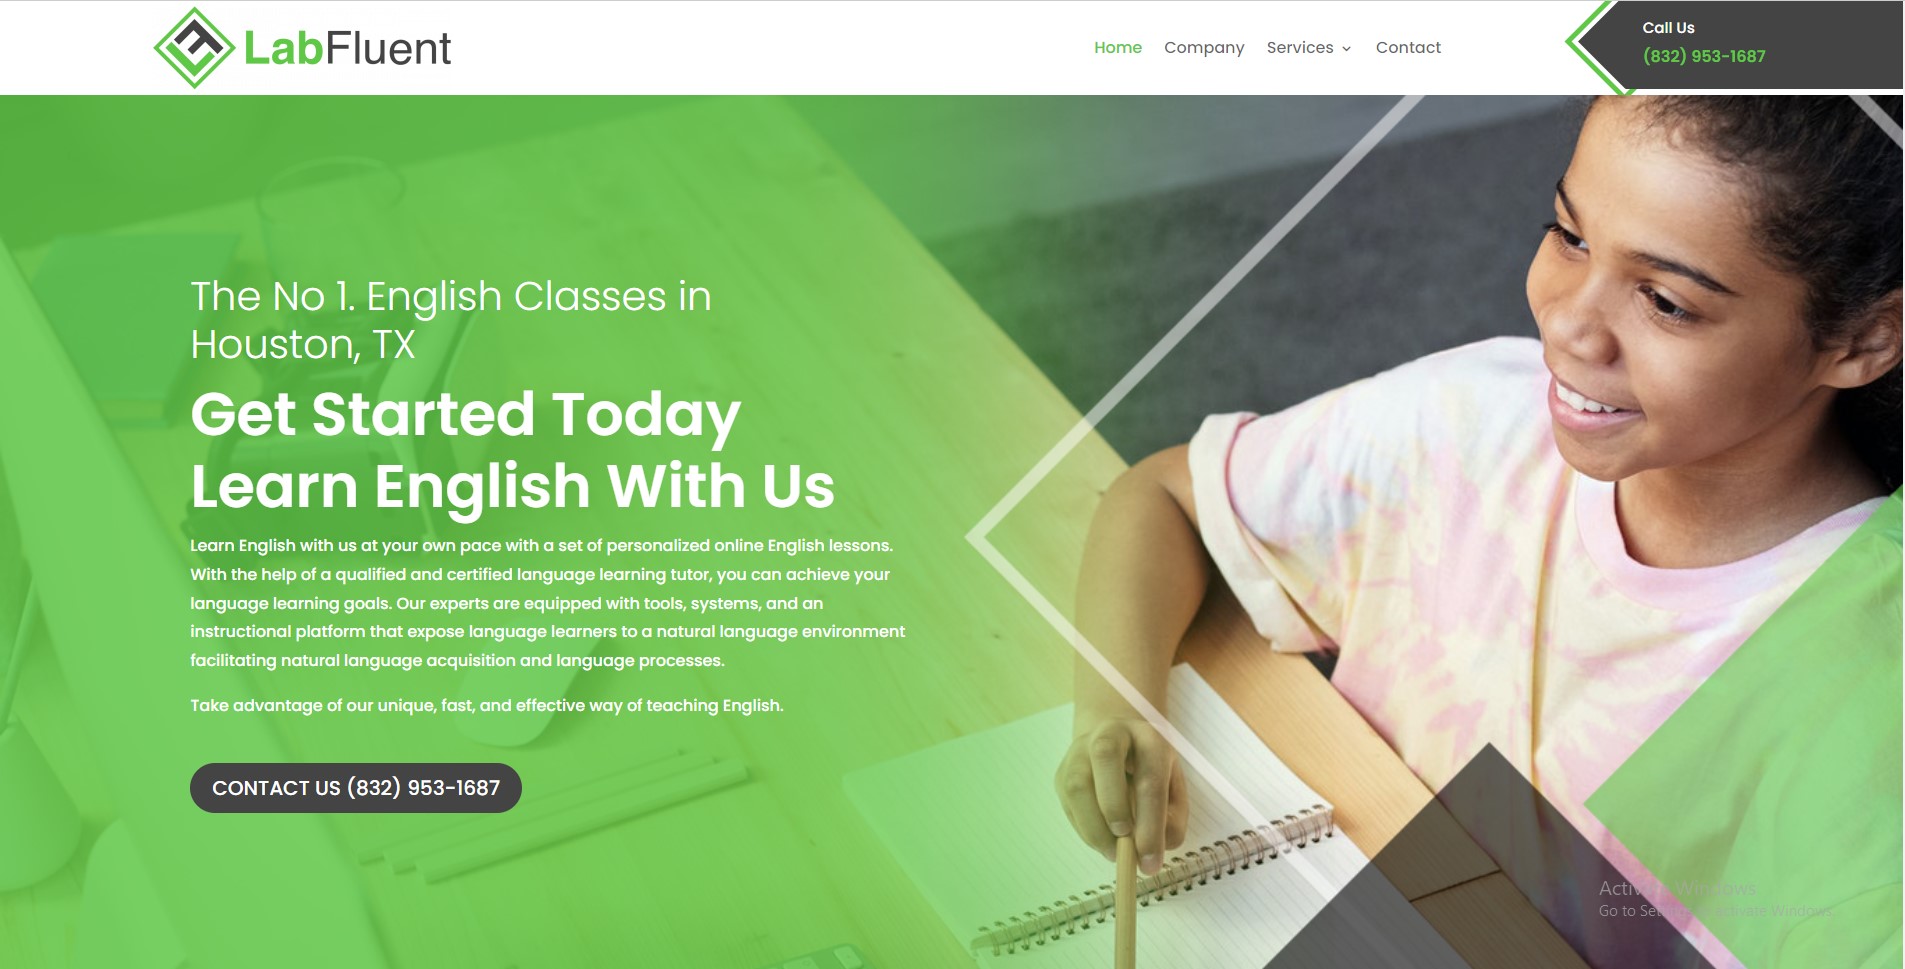 LabFluent
Home Company Services Contact
Call Us
(832) 953-1687
The No 1. English Classes in
Houston, TX
Get Started Today
Learn English With Us
Learn English with us at your own pace with a set of personalized online English lessons.
With the help of a qualified and certified language learning tutor, you can achieve your
language learning goals. Our experts are equipped with tools, systems, and an
instructional platform that expose language learners to a natural language environment
facilitating natural language acquisition and language processes.
Take advantage of our unique, fast, and effective way of teaching English.
CONTACT US (832) 953-1687
Activate Windows
Go to Settings to activate Windows.